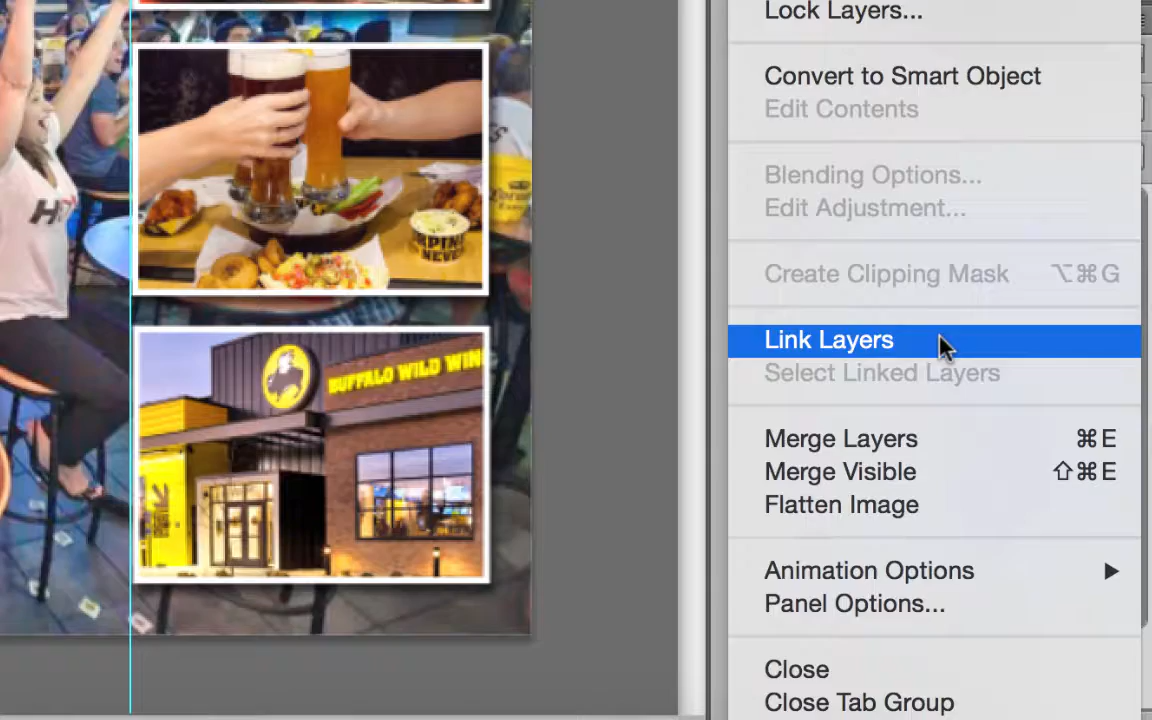 Lock Layers...
Convert to Smart Object
Edit Contents
Blending Options...
Edit Adjustment...
Create Clipping Mask ⌥⌘G
Link Layers
Select Linked Layers
Merge Layers ⌘E
Merge Visible ⇧⌘E
Flatten Image
Animation Options ▶
Panel Options...
Close
Close Tab Group
BUFFALO WILD WIN